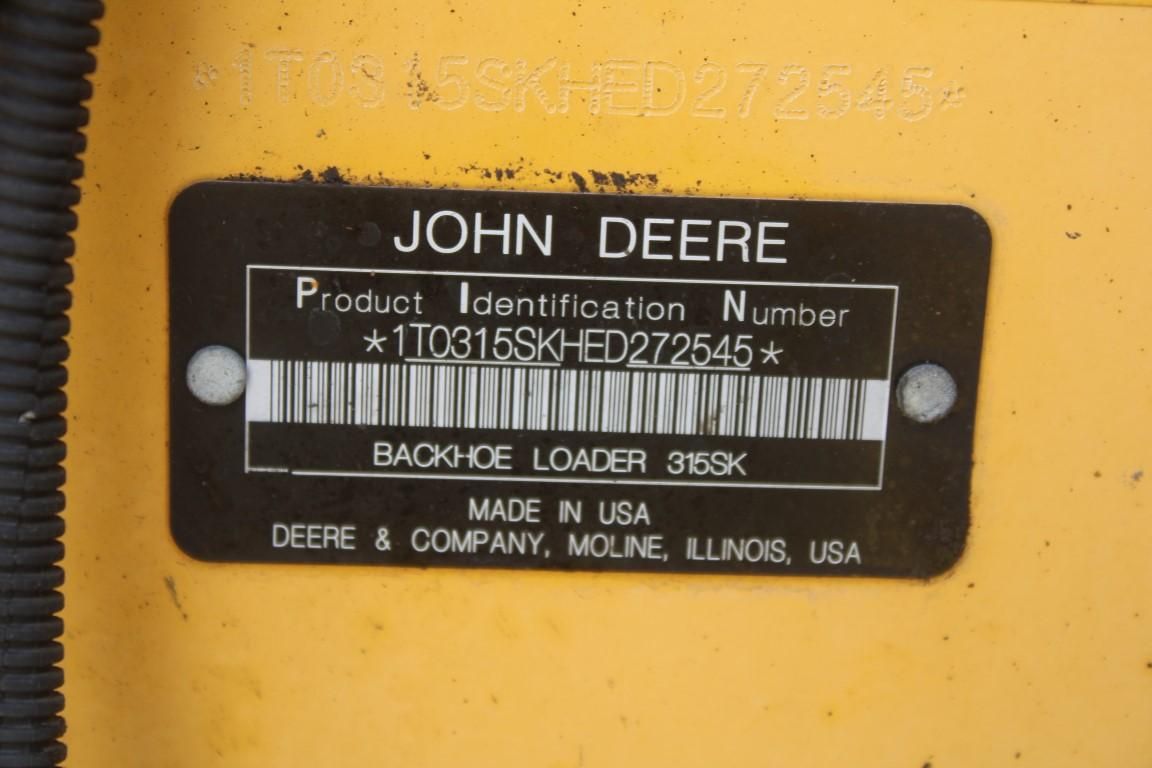 *1T0315SKHED272545*
JOHN DEERE
Product Identification Number
*1T0315SKHED272545*
BACKHOE LOADER 315SK
MADE IN USA
DEERE & COMPANY, MOLINE, ILLINOIS, USA